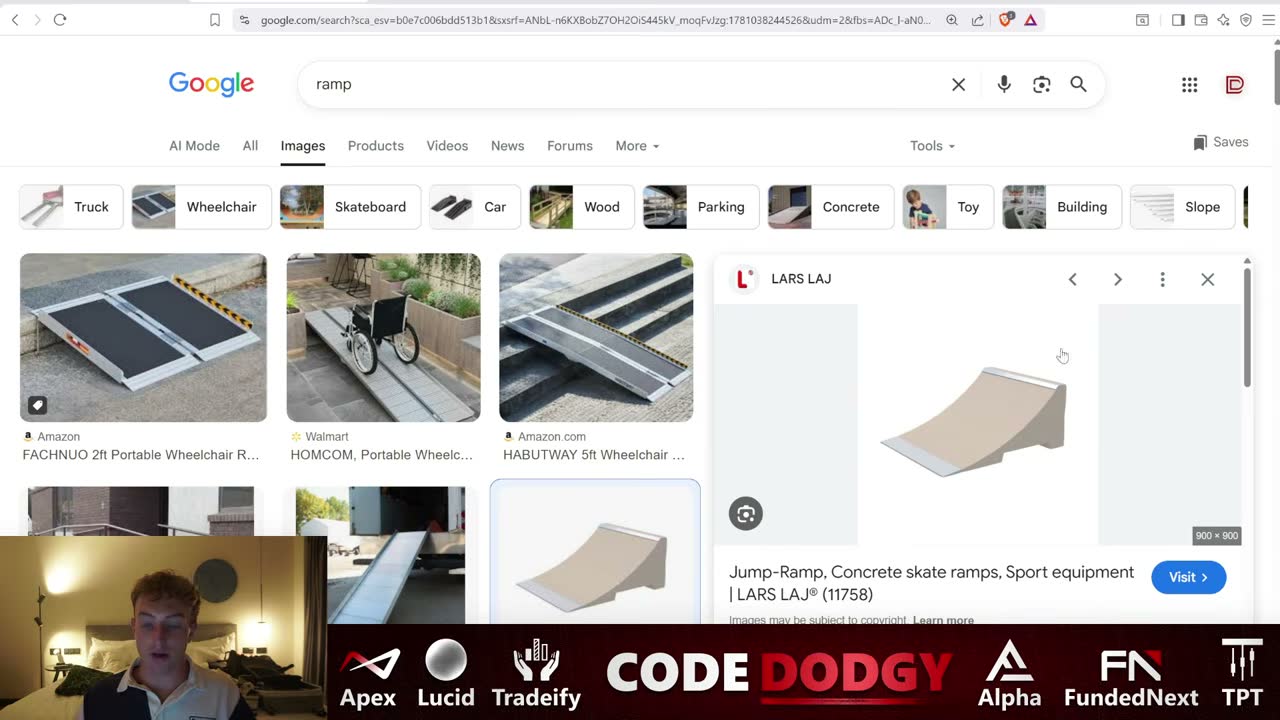 google.com/search?sca_esv=b0e7c006bdd513b1&sxsrf=ANbL-n6KXBobZ7OH2OiS445kV_moqFvJzg:1781038244526&udm=2&fbs=ADc_l-aN0...
Google
ramp
AI Mode All Images Products Videos News Forums More Tools Saves
Truck Wheelchair Skateboard Car Wood Parking Concrete Toy Building Slope
LARS LAJ
Amazon Walmart Amazon.com
FACHNUO 2ft Portable Wheelchair R... HOMCOM, Portable Wheelc... HABUTWAY 5ft Wheelchair ...
900 × 900
Jump-Ramp, Concrete skate ramps, Sport equipment
| LARS LAJ® (11758)
Visit
Images may be subject to copyright. Learn more
CODE DODGY
Apex Lucid Tradeify Alpha FundedNext TPT